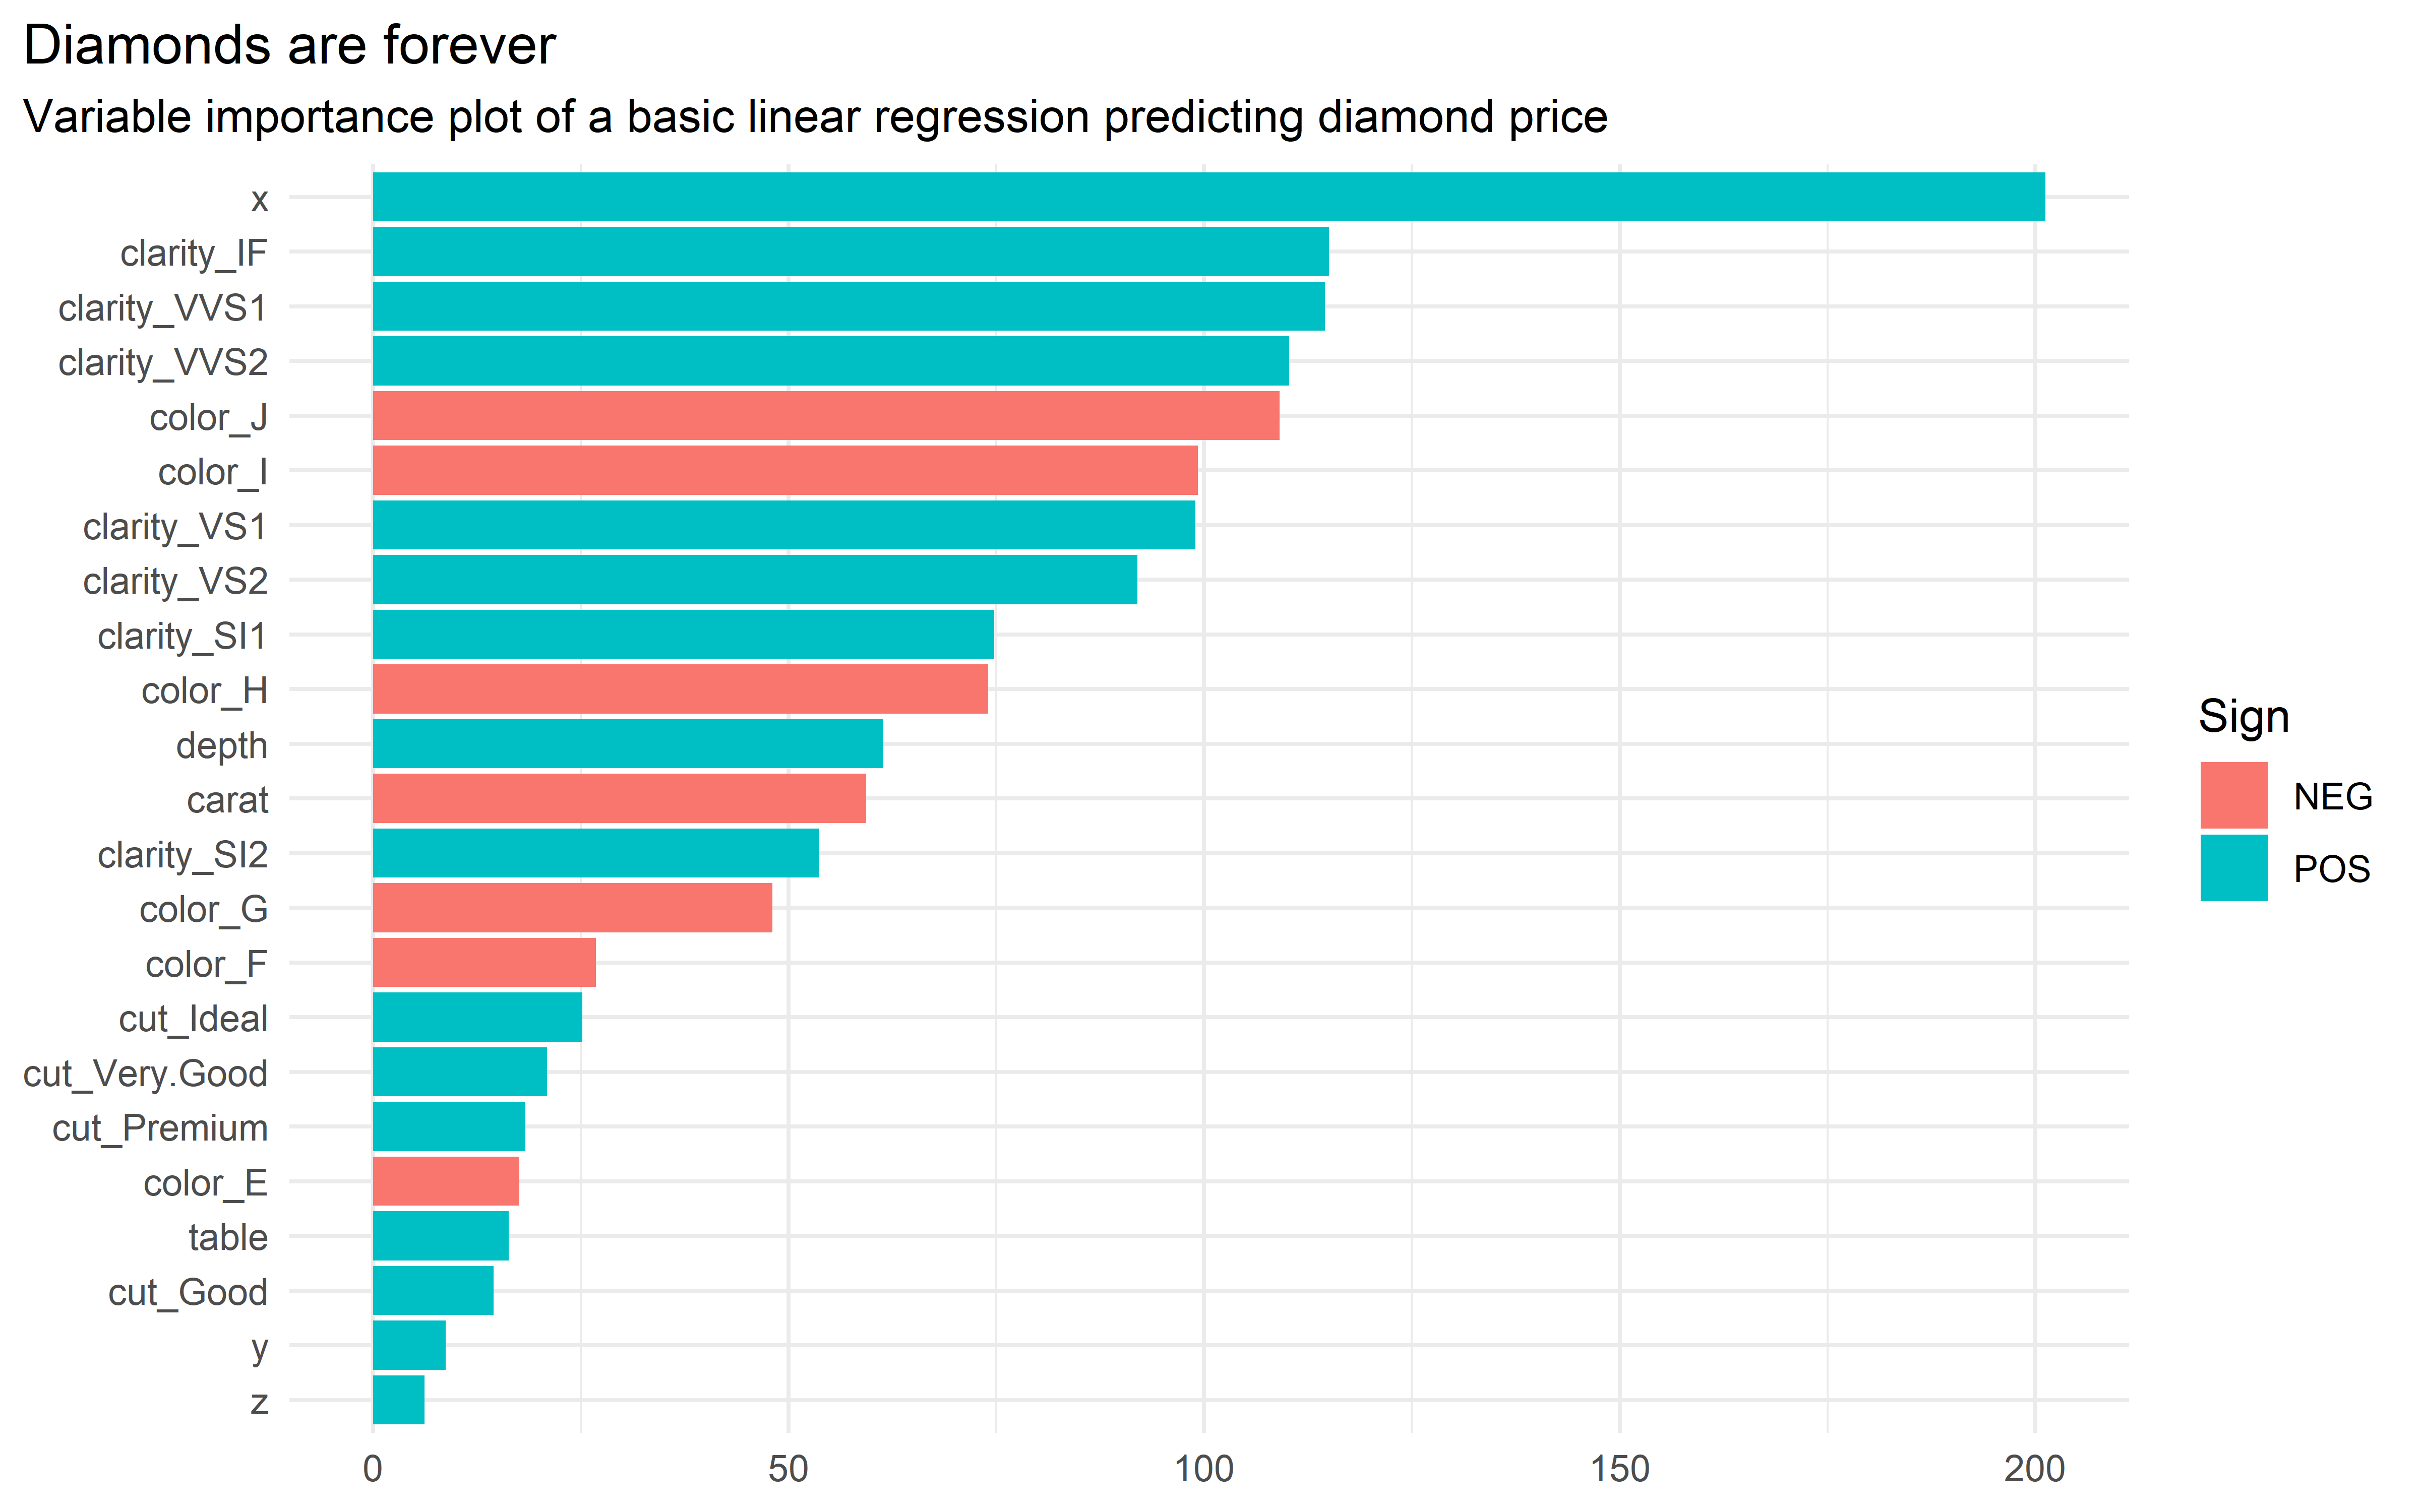 Diamonds are forever
Variable importance plot of a basic linear regression predicting diamond price
x
clarity_IF
clarity_VVS1
clarity_VVS2
color_J
color_I
clarity_VS1
clarity_VS2
clarity_SI1
color_H
depth
carat
clarity_SI2
color_G
color_F
cut_Ideal
cut_Very.Good
cut_Premium
color_E
table
cut_Good
y
z
0 50 100 150 200
Sign
NEG
POS